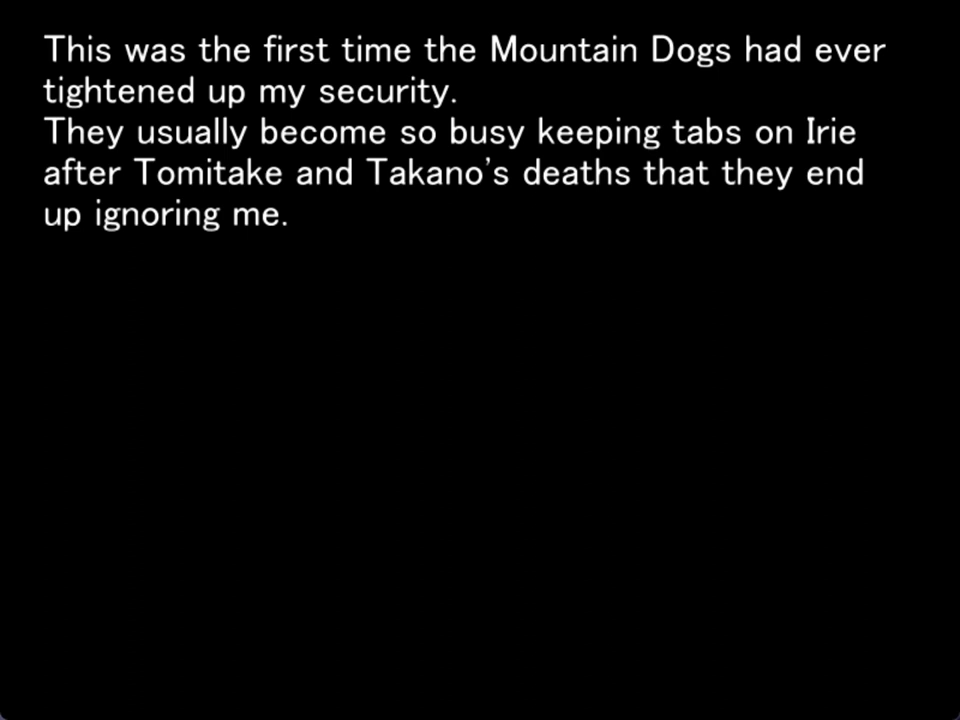 This was the first time the Mountain Dogs had ever
tightened up my security.
They usually become so busy keeping tabs on Irie
after Tomitake and Takano's deaths that they end
up ignoring me.